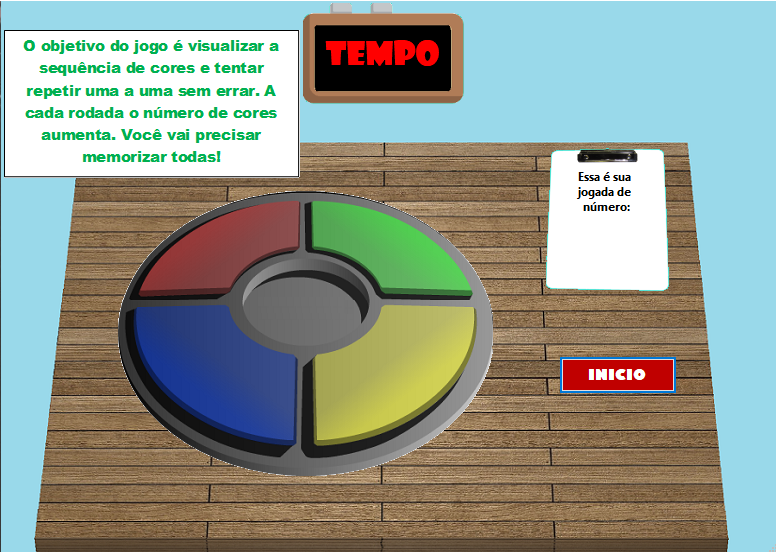 O objetivo do jogo é visualizar a
sequência de cores e tentar
repetir uma a uma sem errar. A
cada rodada o número de cores
aumenta. Você vai precisar
memorizar todas!
TEMPO
Essa é sua
jogada de
número:
INICIO